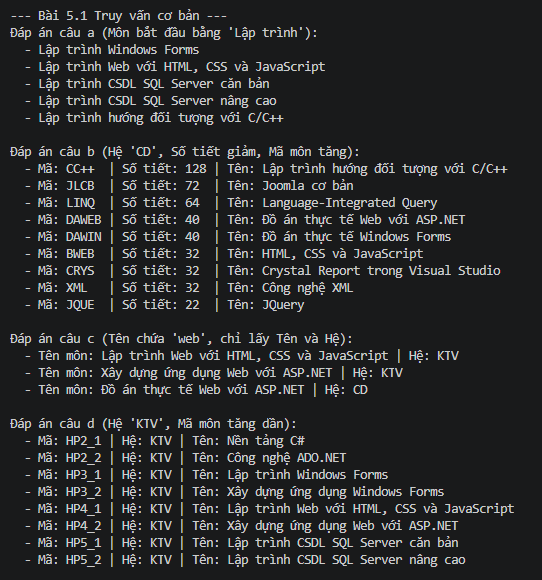 --- Bài 5.1 Truy vấn cơ bản ---
Đáp án câu a (Môn bắt đầu bằng 'Lập trình'):
- Lập trình Windows Forms
- Lập trình Web với HTML, CSS và JavaScript
- Lập trình CSDL SQL Server căn bản
- Lập trình CSDL SQL Server nâng cao
- Lập trình hướng đối tượng với C/C++
Đáp án câu b (Hệ 'CD', Số tiết giảm, Mã môn tăng):
- Mã: CC++  | Số tiết: 128 | Tên: Lập trình hướng đối tượng với C/C++
- Mã: JLCB  | Số tiết: 72  | Tên: Joomla cơ bản
- Mã: LINQ  | Số tiết: 64  | Tên: Language-Integrated Query
- Mã: DAWEB | Số tiết: 40  | Tên: Đồ án thực tế Web với ASP.NET
- Mã: DAWIN | Số tiết: 40  | Tên: Đồ án thực tế Windows Forms
- Mã: BWEB  | Số tiết: 32  | Tên: HTML, CSS và JavaScript
- Mã: CRYS  | Số tiết: 32  | Tên: Crystal Report trong Visual Studio
- Mã: XML   | Số tiết: 32  | Tên: Công nghệ XML
- Mã: JQUE  | Số tiết: 22  | Tên: JQuery
Đáp án câu c (Tên chứa 'web', chỉ lấy Tên và Hệ):
- Tên môn: Lập trình Web với HTML, CSS và JavaScript | Hệ: KTV
- Tên môn: Xây dựng ứng dụng Web với ASP.NET | Hệ: KTV
- Tên môn: Đồ án thực tế Web với ASP.NET | Hệ: CD
Đáp án câu d (Hệ 'KTV', Mã môn tăng dần):
- Mã: HP2_1 | Hệ: KTV | Tên: Nền tảng C#
- Mã: HP2_2 | Hệ: KTV | Tên: Công nghệ ADO.NET
- Mã: HP3_1 | Hệ: KTV | Tên: Lập trình Windows Forms
- Mã: HP3_2 | Hệ: KTV | Tên: Xây dựng ứng dụng Windows Forms
- Mã: HP4_1 | Hệ: KTV | Tên: Lập trình Web với HTML, CSS và JavaScript
- Mã: HP4_2 | Hệ: KTV | Tên: Xây dựng ứng dụng Web với ASP.NET
- Mã: HP5_1 | Hệ: KTV | Tên: Lập trình CSDL SQL Server căn bản
- Mã: HP5_2 | Hệ: KTV | Tên: Lập trình CSDL SQL Server nâng cao